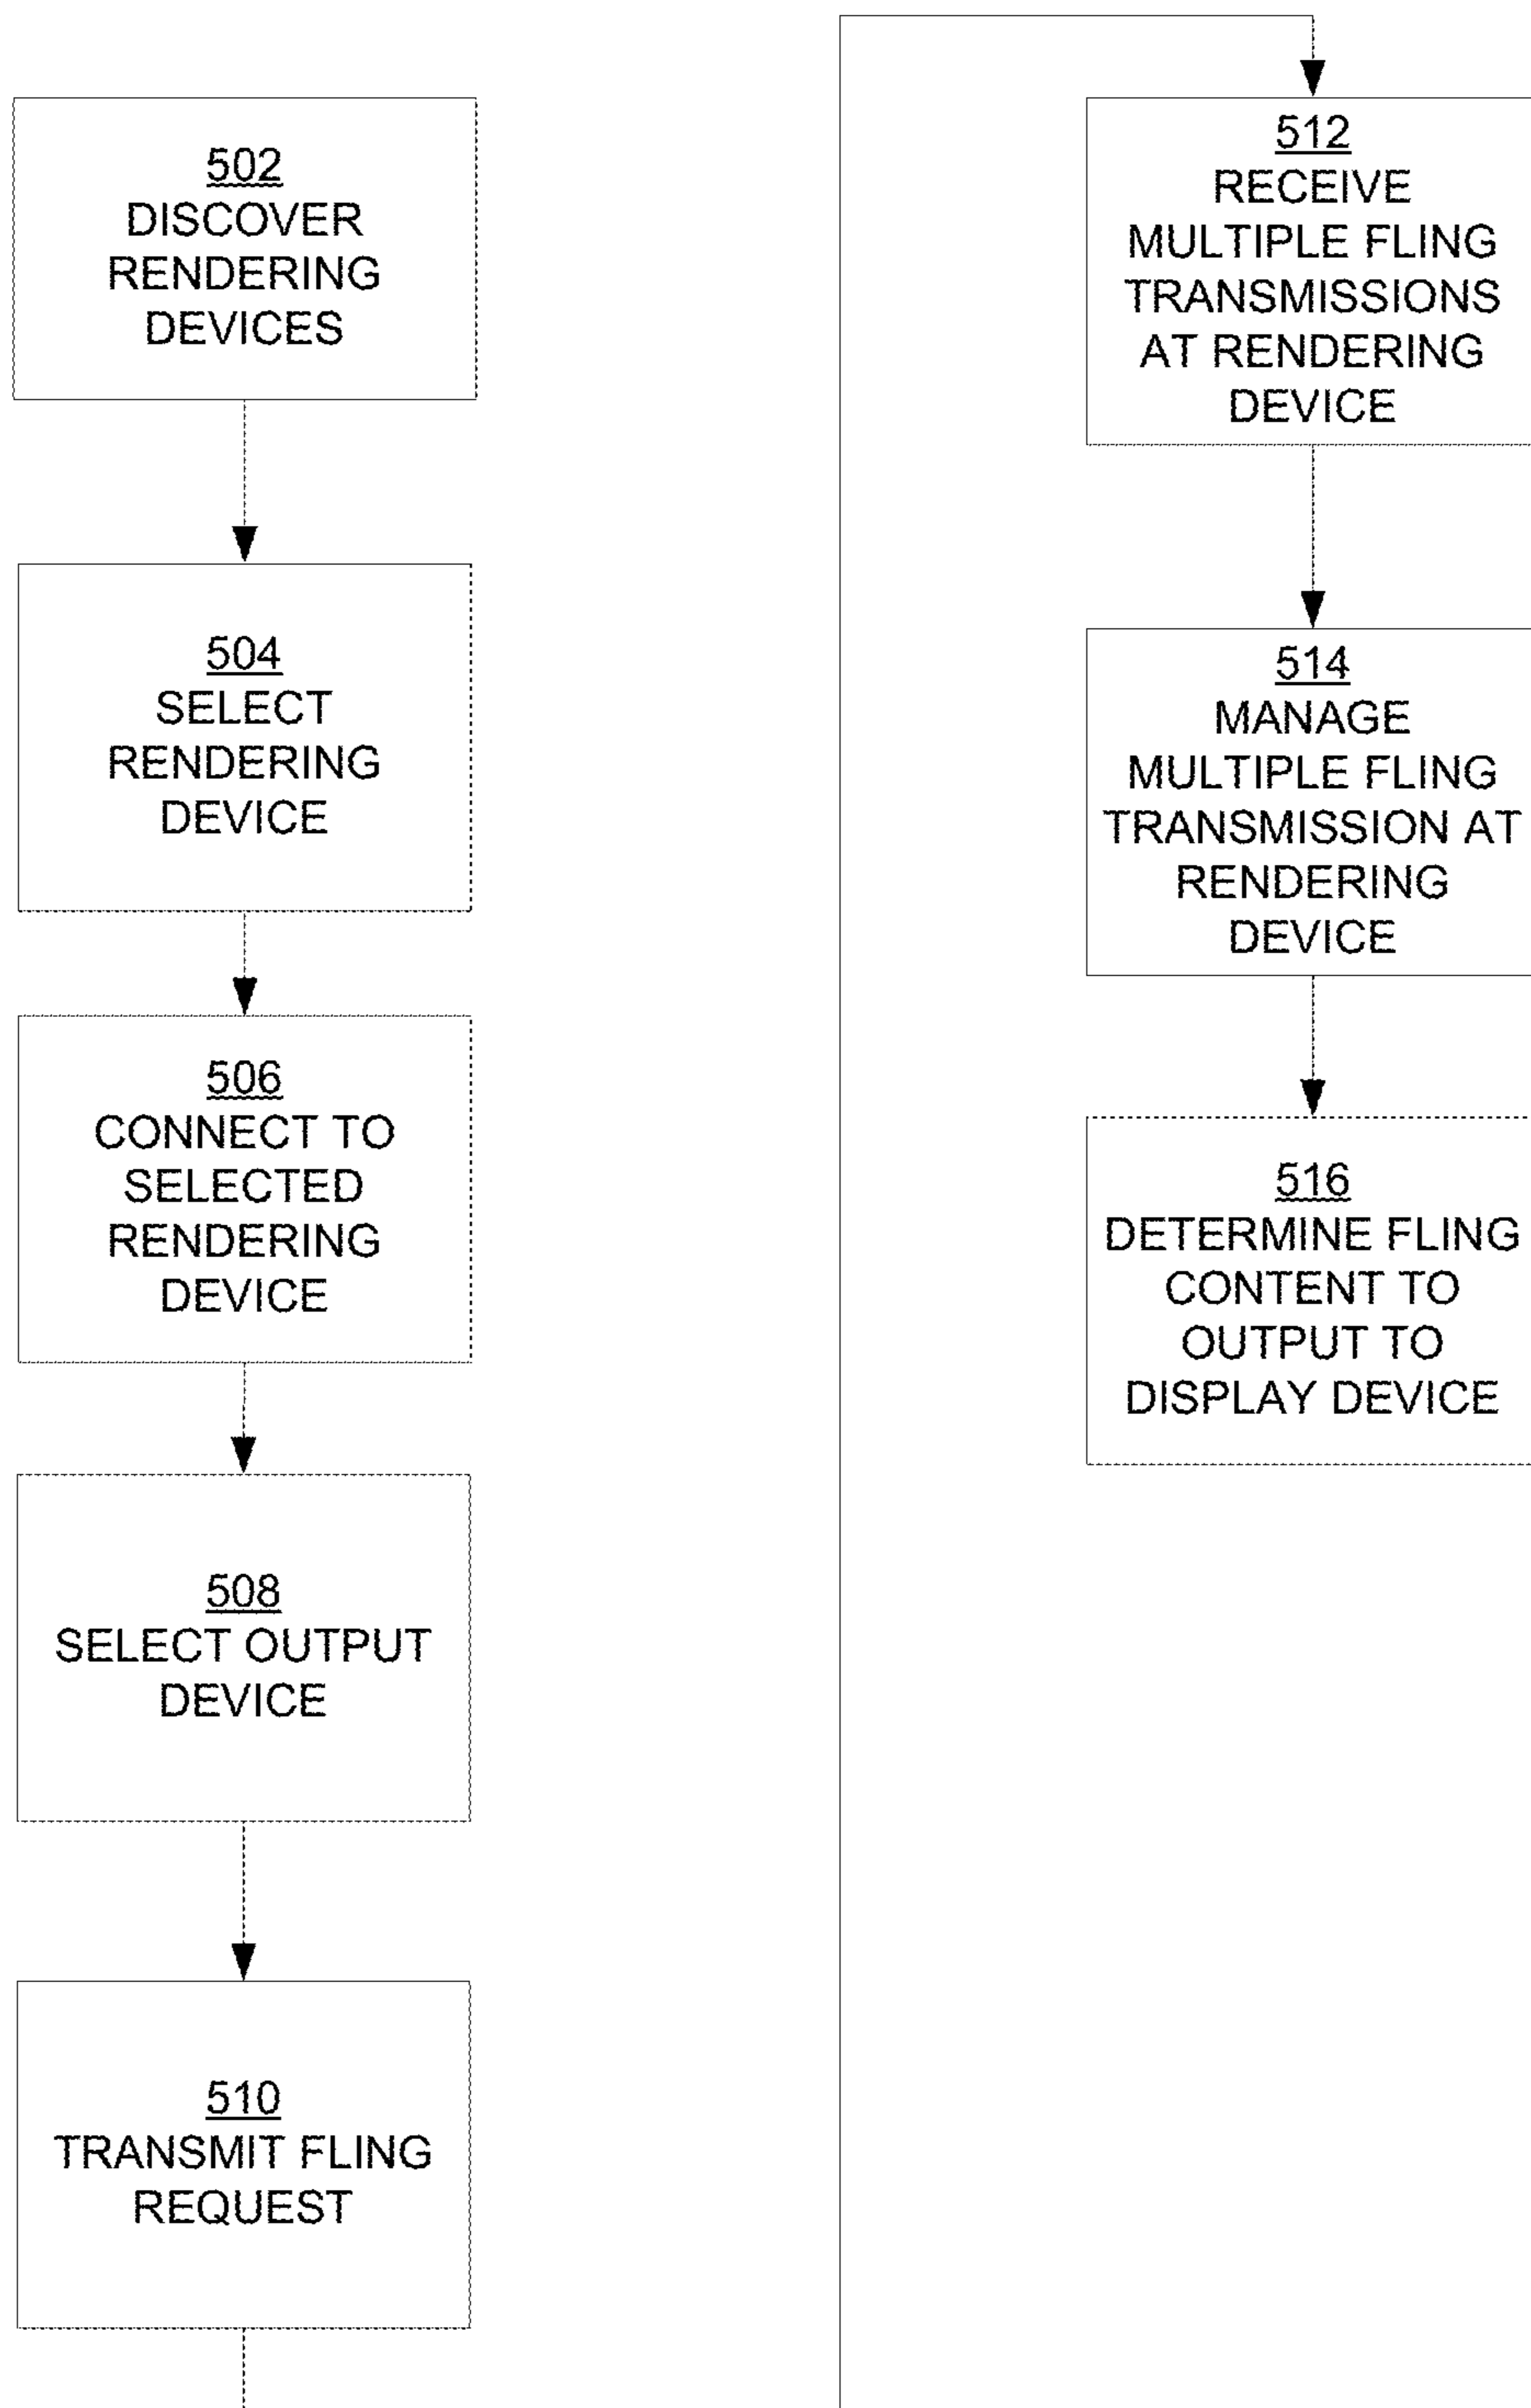 502
DISCOVER
RENDERING
DEVICES
504
SELECT
RENDERING
DEVICE
506
CONNECT TO
SELECTED
RENDERING
DEVICE
508
SELECT OUTPUT
DEVICE
510
TRANSMIT FLING
REQUEST
512
RECEIVE
MULTIPLE FLING
TRANSMISSIONS
AT RENDERING
DEVICE
514
MANAGE
MULTIPLE FLING
TRANSMISSION AT
RENDERING
DEVICE
516
DETERMINE FLING
CONTENT TO
OUTPUT TO
DISPLAY DEVICE